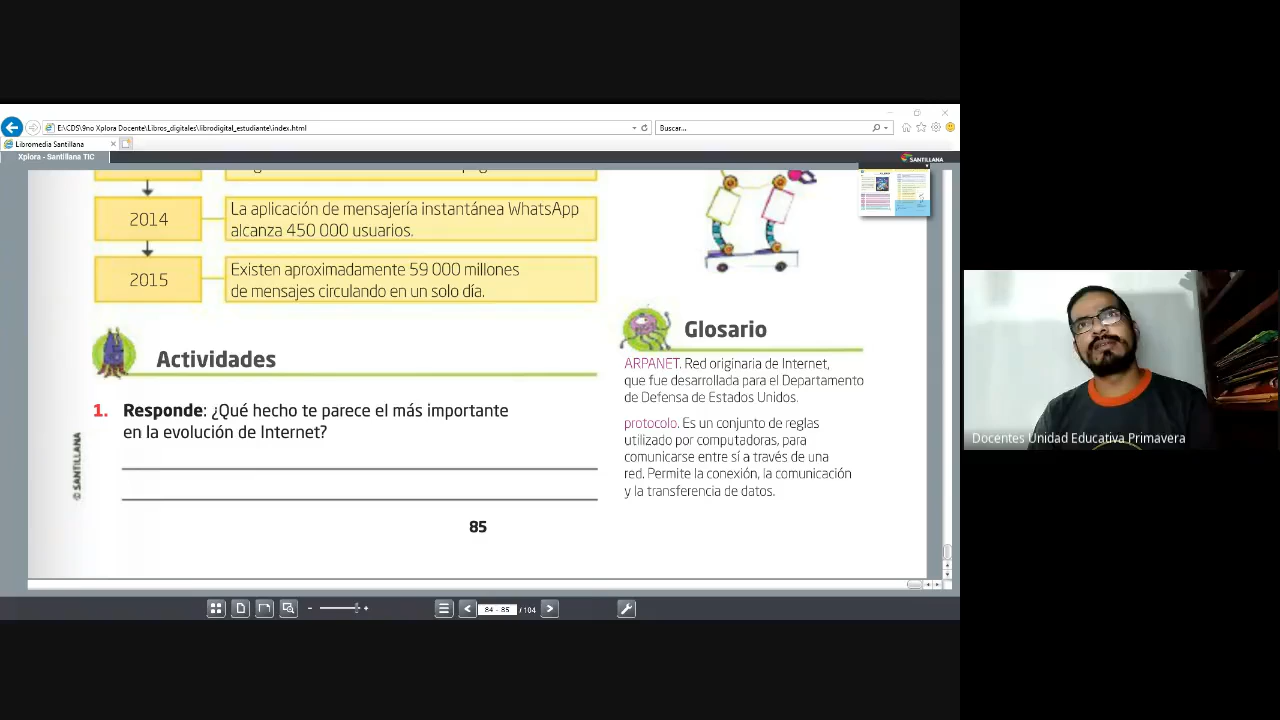 E:\CDS\9no Xplora Docente\Libros_digitales\librodigital_estudiante\index.html
Buscar...
Libromedia Santillana
Xplora - Santillana TIC
SANTILLANA
2014
La aplicación de mensajería instantánea WhatsApp
alcanza 450 000 usuarios.
2015
Existen aproximadamente 59 000 millones
de mensajes circulando en un solo día.
Actividades
1. Responde: ¿Qué hecho te parece el más importante
en la evolución de Internet?
© SANTILLANA
85
Glosario
ARPANET. Red originaria de Internet,
que fue desarrollada para el Departamento
de Defensa de Estados Unidos.
protocolo. Es un conjunto de reglas
utilizado por computadoras, para
comunicarse entre sí a través de una
red. Permite la conexión, la comunicación
y la transferencia de datos.
84 - 85 / 104
Docentes Unidad Educativa Primavera